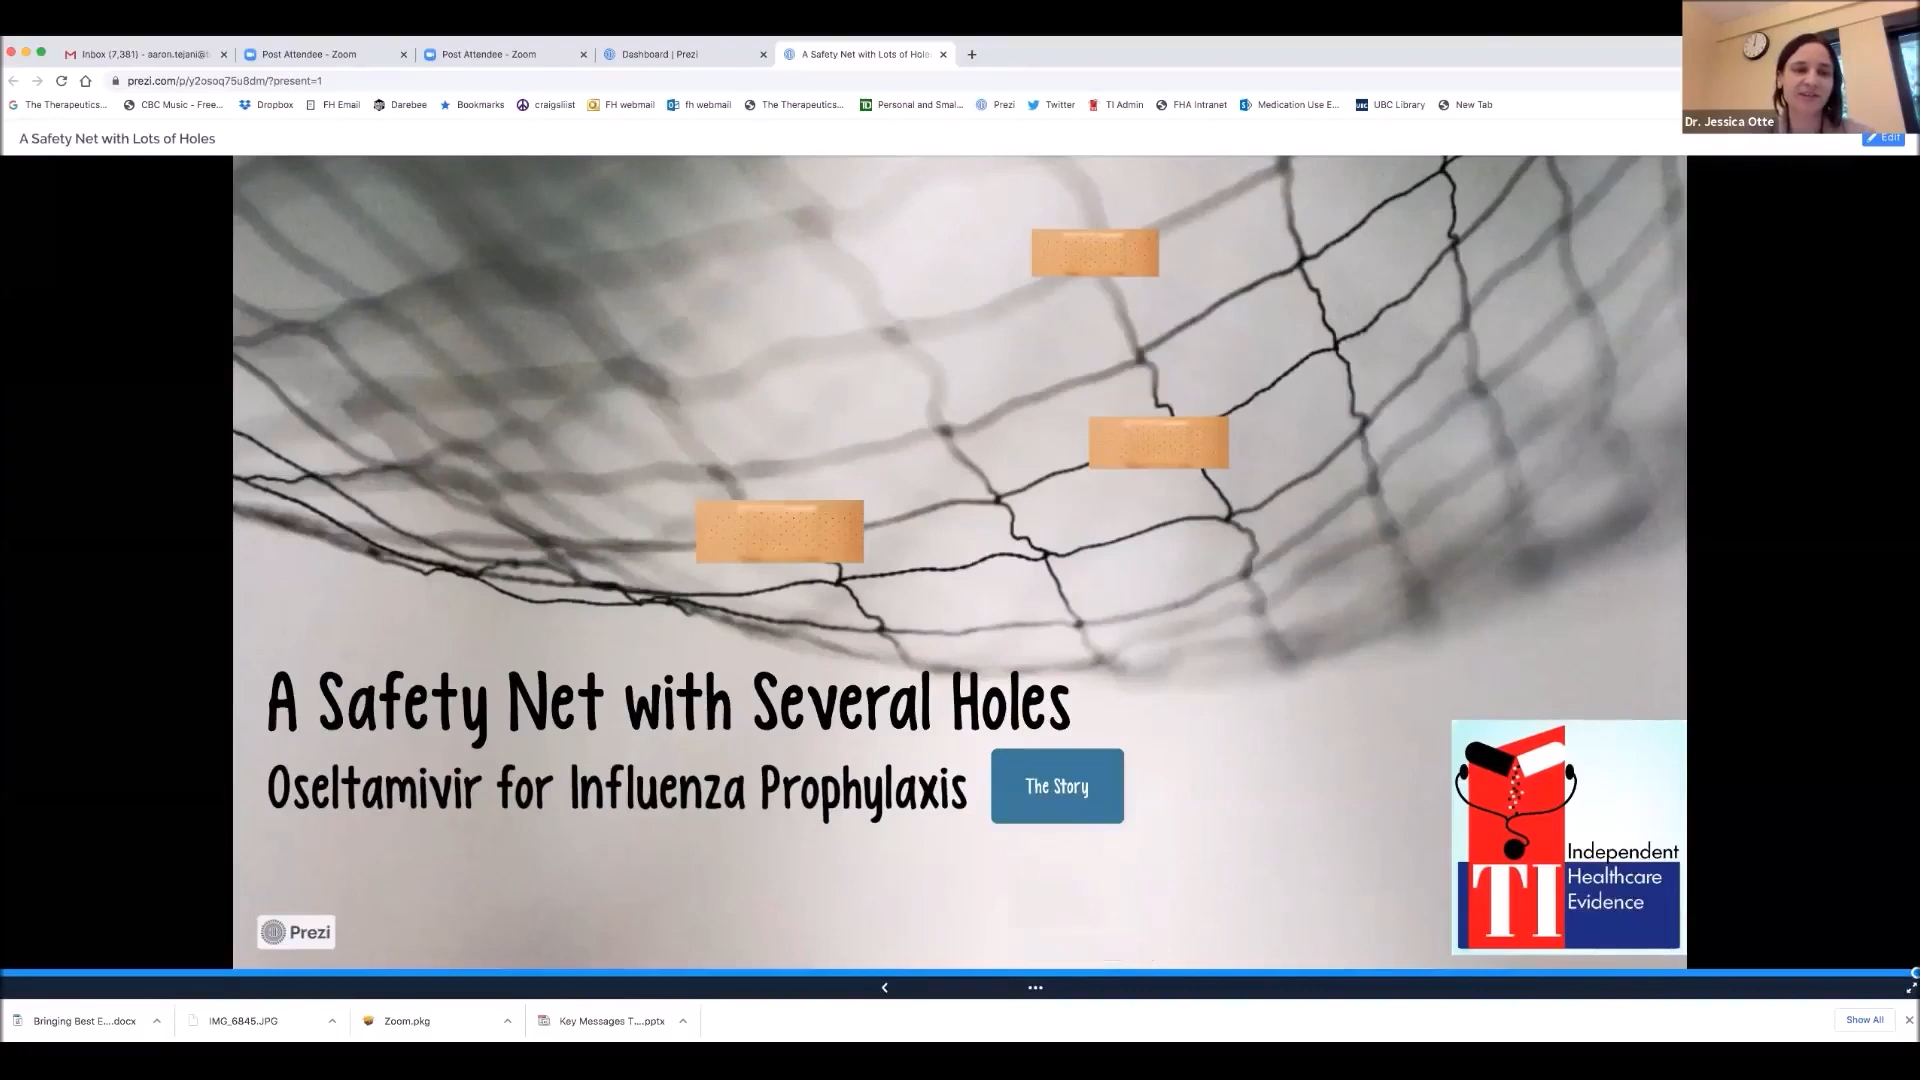 Inbox (7,381) - aaron.tejani@t
Post Attendee - Zoom
Post Attendee - Zoom
Dashboard | Prezi
A Safety Net with Lots of Hole
prezi.com/p/y2osoq75u8dm/?present=1
The Therapeutics...
CBC Music - Free...
Dropbox
FH Email
Darebee
Bookmarks
craigsliist
FH webmail
fh webmail
The Therapeutics...
Personal and Smal...
Prezi
Twitter
TI Admin
FHA Intranet
Medication Use E...
UBC Library
New Tab
Dr. Jessica Otte
A Safety Net with Lots of Holes
Edit
A Safety Net with Several Holes
Oseltamivir for Influenza Prophylaxis
The Story
TI
Independent
Healthcare
Evidence
Prezi
Bringing Best E....docx
IMG_6845.JPG
Zoom.pkg
Key Messages T....pptx
Show All